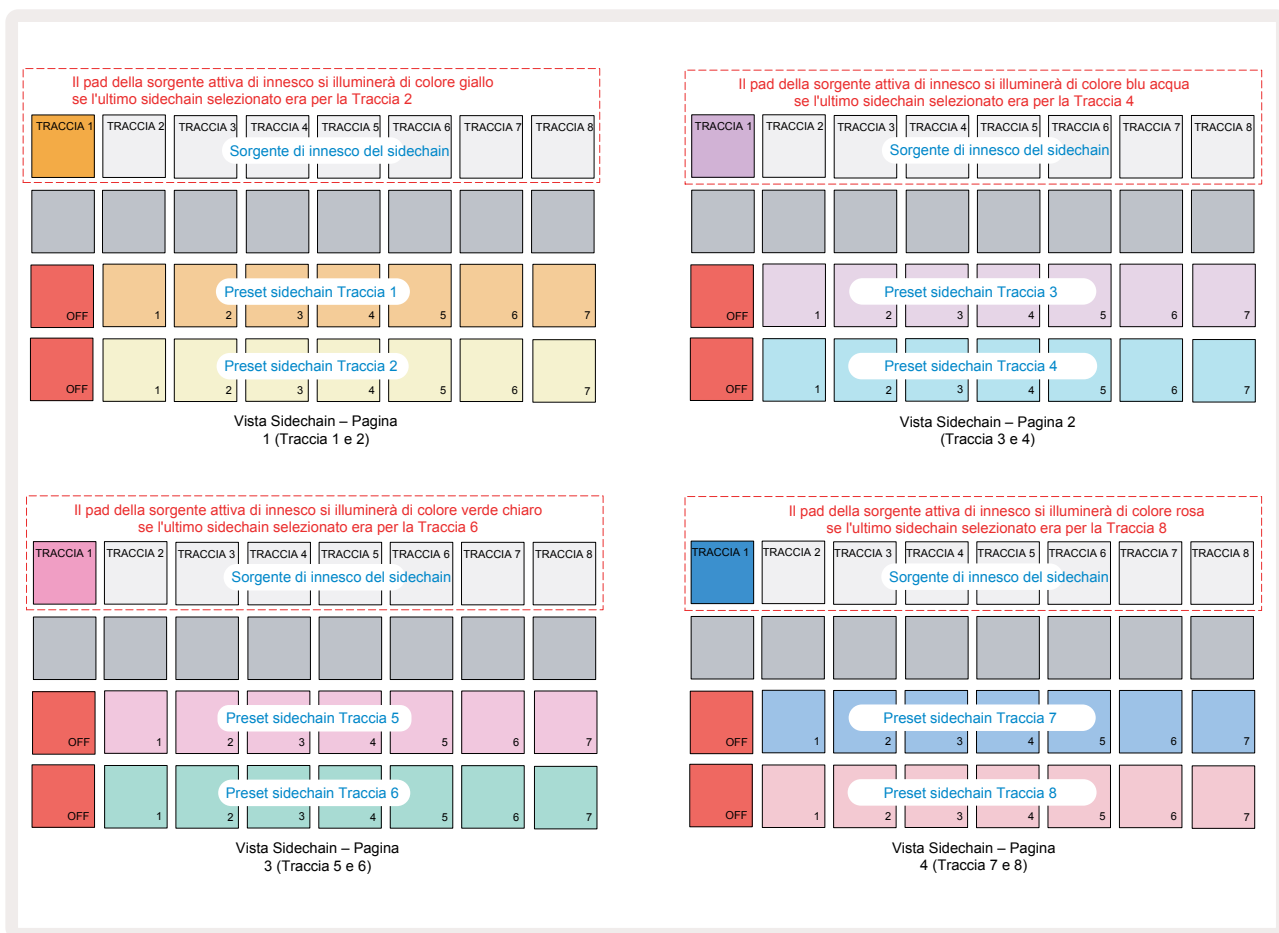 Il pad della sorgente attiva di innesco si illuminerà di colore giallo
se l'ultimo sidechain selezionato era per la Traccia 2
TRACCIA 1 TRACCIA 2 TRACCIA 3 TRACCIA 4 TRACCIA 5 TRACCIA 6 TRACCIA 7 TRACCIA 8
Sorgente di innesco del sidechain
Preset sidechain Traccia 1
OFF 1 2 3 4 5 6 7
Preset sidechain Traccia 2
OFF 1 2 3 4 5 6 7
Vista Sidechain – Pagina
1 (Traccia 1 e 2)
Il pad della sorgente attiva di innesco si illuminerà di colore blu acqua
se l'ultimo sidechain selezionato era per la Traccia 4
TRACCIA 1 TRACCIA 2 TRACCIA 3 TRACCIA 4 TRACCIA 5 TRACCIA 6 TRACCIA 7 TRACCIA 8
Sorgente di innesco del sidechain
Preset sidechain Traccia 3
OFF 1 2 3 4 5 6 7
Preset sidechain Traccia 4
OFF 1 2 3 4 5 6 7
Vista Sidechain – Pagina 2
(Traccia 3 e 4)
Il pad della sorgente attiva di innesco si illuminerà di colore verde chiaro
se l'ultimo sidechain selezionato era per la Traccia 6
TRACCIA 1 TRACCIA 2 TRACCIA 3 TRACCIA 4 TRACCIA 5 TRACCIA 6 TRACCIA 7 TRACCIA 8
Sorgente di innesco del sidechain
Preset sidechain Traccia 5
OFF 1 2 3 4 5 6 7
Preset sidechain Traccia 6
OFF 1 2 3 4 5 6 7
Vista Sidechain – Pagina
3 (Traccia 5 e 6)
Il pad della sorgente attiva di innesco si illuminerà di colore rosa
se l'ultimo sidechain selezionato era per la Traccia 8
TRACCIA 1 TRACCIA 2 TRACCIA 3 TRACCIA 4 TRACCIA 5 TRACCIA 6 TRACCIA 7 TRACCIA 8
Sorgente di innesco del sidechain
Preset sidechain Traccia 7
OFF 1 2 3 4 5 6 7
Preset sidechain Traccia 8
OFF 1 2 3 4 5 6 7
Vista Sidechain – Pagina
4 (Traccia 7 e 8)